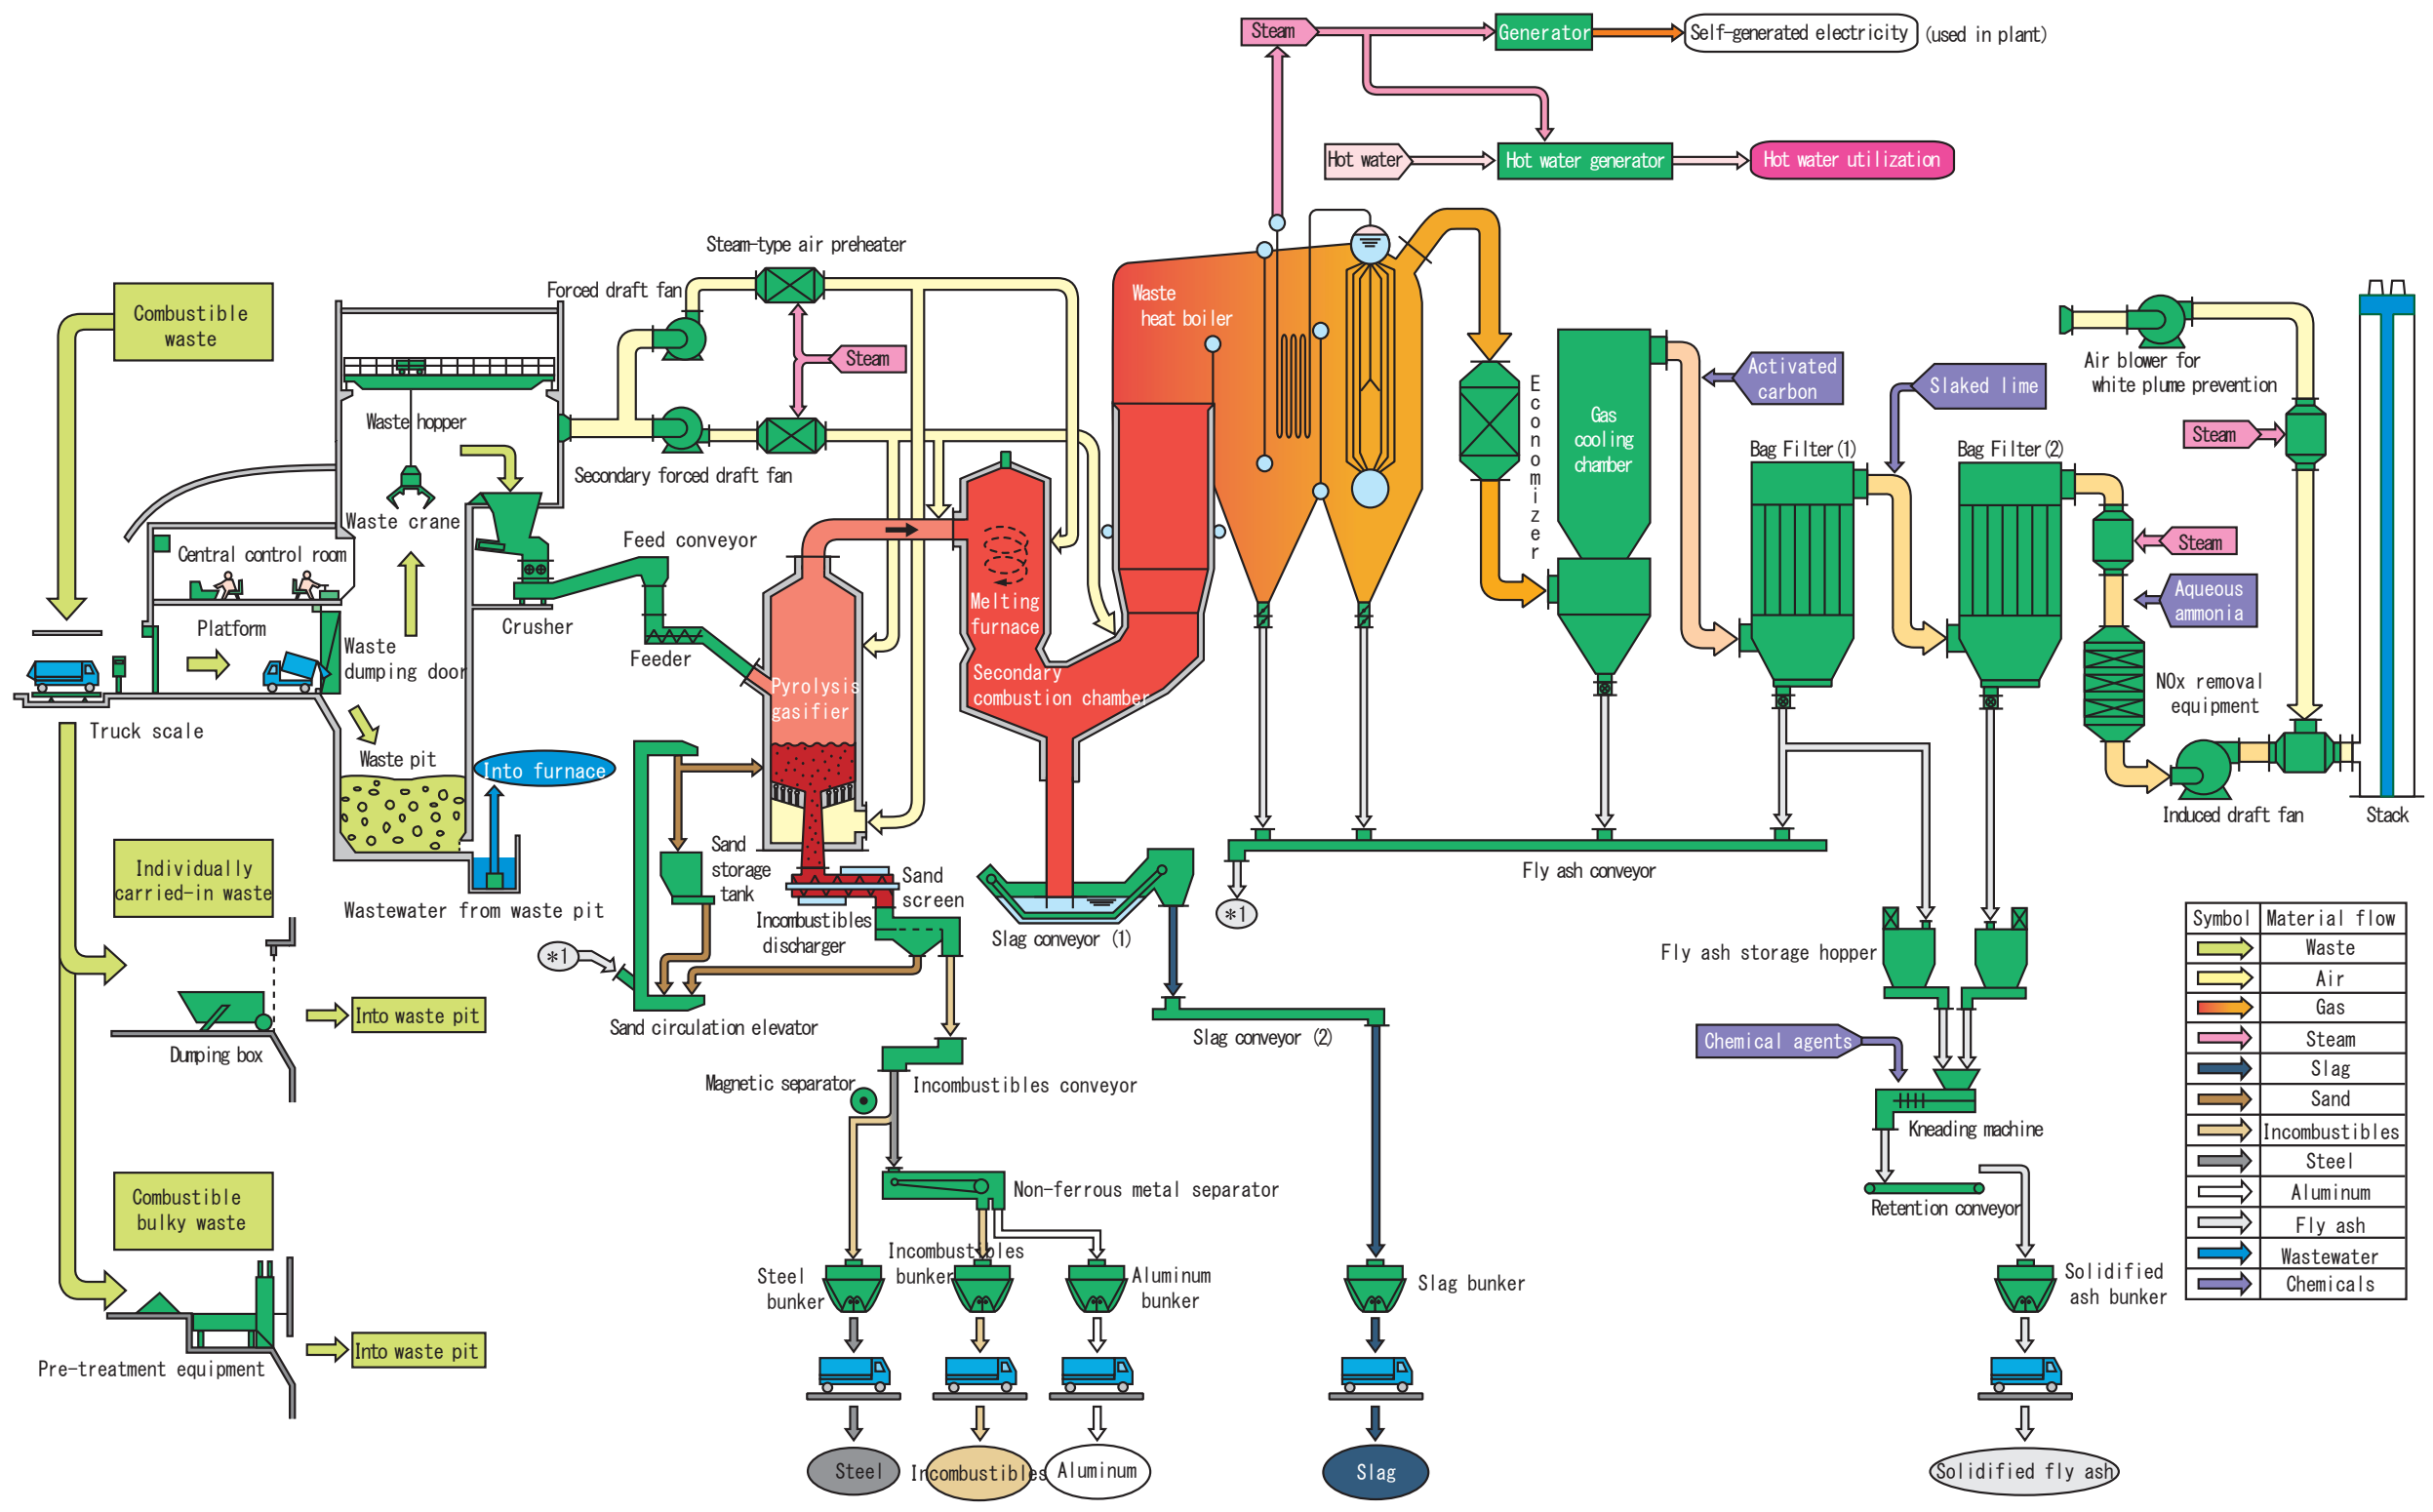 Steam
Generator
Self-generated electricity
(used in plant)
Hot water
Hot water generator
Hot water utilization
Steam-type air preheater
Forced draft fan
Steam
Secondary forced draft fan
Combustible
waste
Waste hopper
Waste crane
Central control room
Platform
Waste
dumping door
Truck scale
Waste pit
Crusher
Feed conveyor
Feeder
Into furnace
Wastewater from waste pit
Individually
carried-in waste
Dumping box
Into waste pit
Combustible
bulky waste
Pre-treatment equipment
Into waste pit
Pyrolysis
gasifier
Melting
furnace
Secondary
combustion chamber
Waste
heat boiler
Economizer
Gas
cooling
chamber
Activated
carbon
Slaked lime
Bag Filter(1)
Bag Filter(2)
Air blower for
white plume prevention
Steam
Steam
Aqueous
ammonia
NOx removal
equipment
Induced draft fan
Stack
Sand
storage
tank
Sand
screen
Incombustibles
discharger
*1
Sand circulation elevator
Slag conveyor (1)
Slag conveyor (2)
Fly ash conveyor
*1
Fly ash storage hopper
Chemical agents
Kneading machine
Retention conveyor
Solidified
ash bunker
Magnetic separator
Incombustibles conveyor
Non-ferrous metal separator
Steel
bunker
Incombustibles
bunker
Aluminum
bunker
Slag bunker
Steel
Incombustibles
Aluminum
Slag
Solidified fly ash
Symbol Material flow
Waste
Air
Gas
Steam
Slag
Sand
Incombustibles
Steel
Aluminum
Fly ash
Wastewater
Chemicals